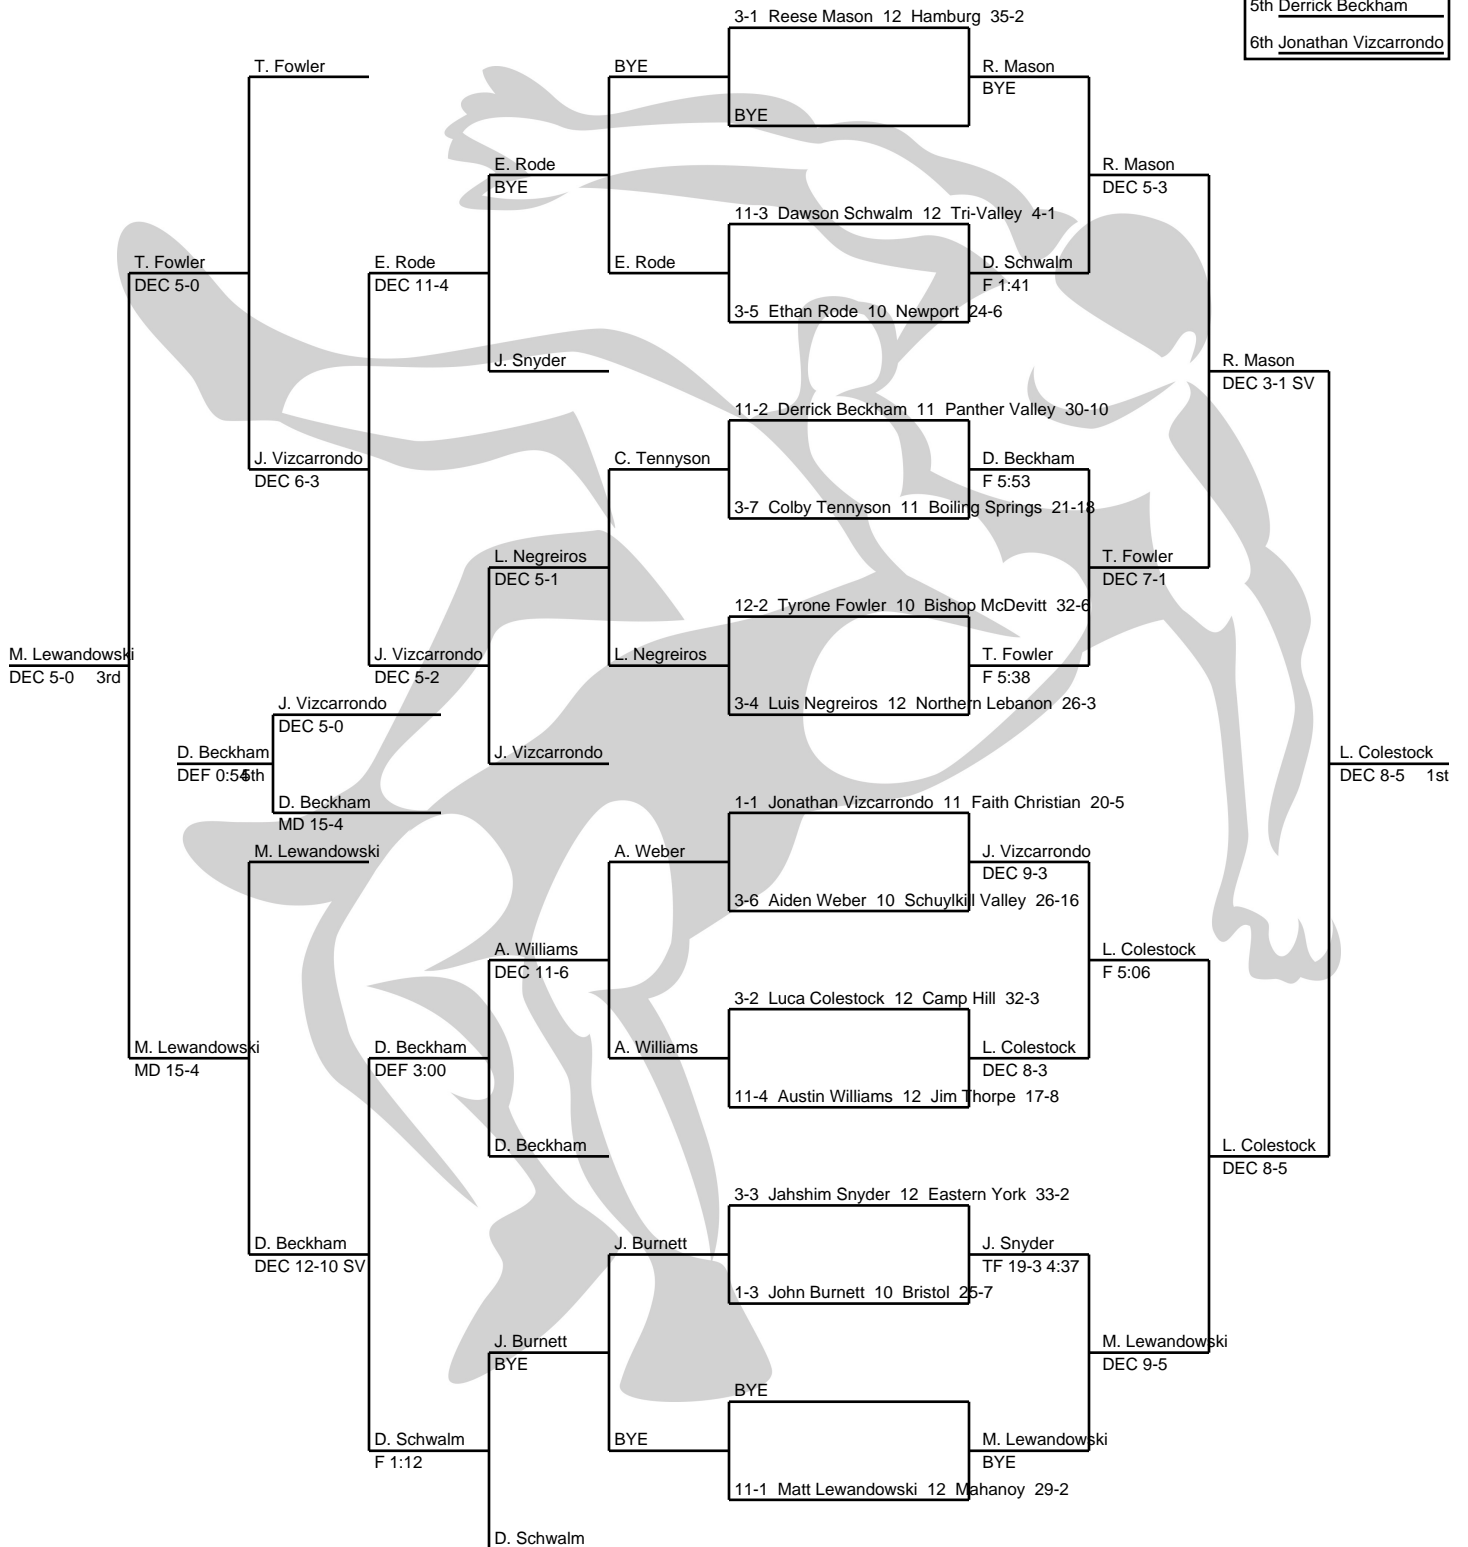 5th Derrick Beckham
6th Jonathan Vizcarrondo
3-1 Reese Mason 12 Hamburg 35-2
T. Fowler
BYE
R. Mason
BYE
BYE
E. Rode
BYE
R. Mason
DEC 5-3
11-3 Dawson Schwalm 12 Tri-Valley 4-1
T. Fowler
DEC 5-0
E. Rode
DEC 11-4
E. Rode
D. Schwalm
F 1:41
3-5 Ethan Rode 10 Newport 24-6
J. Snyder
R. Mason
DEC 3-1 SV
11-2 Derrick Beckham 11 Panther Valley 30-10
J. Vizcarrondo
DEC 6-3
C. Tennyson
D. Beckham
F 5:53
3-7 Colby Tennyson 11 Boiling Springs 21-18
L. Negreiros
DEC 5-1
T. Fowler
DEC 7-1
12-2 Tyrone Fowler 10 Bishop McDevitt 32-6
M. Lewandowski
DEC 5-0 3rd
J. Vizcarrondo
DEC 5-2
L. Negreiros
T. Fowler
F 5:38
3-4 Luis Negreiros 12 Northern Lebanon 26-3
J. Vizcarrondo
DEC 5-0
D. Beckham
DEF 0:54 5th
J. Vizcarrondo
L. Colestock
DEC 8-5 1st
D. Beckham
MD 15-4
1-1 Jonathan Vizcarrondo 11 Faith Christian 20-5
M. Lewandowski
A. Weber
J. Vizcarrondo
DEC 9-3
3-6 Aiden Weber 10 Schuylkill Valley 26-16
A. Williams
DEC 11-6
L. Colestock
F 5:06
3-2 Luca Colestock 12 Camp Hill 32-3
M. Lewandowski
MD 15-4
D. Beckham
DEF 3:00
A. Williams
L. Colestock
DEC 8-3
11-4 Austin Williams 12 Jim Thorpe 17-8
D. Beckham
L. Colestock
DEC 8-5
3-3 Jahshim Snyder 12 Eastern York 33-2
D. Beckham
DEC 12-10 SV
J. Burnett
J. Snyder
TF 19-3 4:37
1-3 John Burnett 10 Bristol 25-7
J. Burnett
BYE
M. Lewandowski
DEC 9-5
BYE
D. Schwalm
F 1:12
BYE
M. Lewandowski
BYE
11-1 Matt Lewandowski 12 Mahanoy 29-2
D. Schwalm